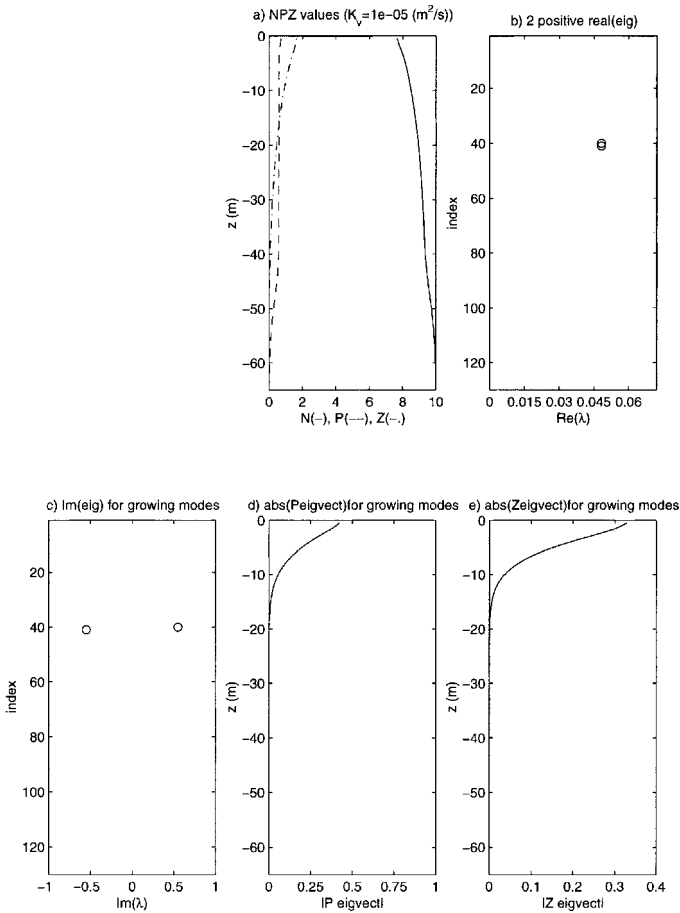 a) NPZ values (K_v=1e-05 (m^2/s))
0
-10
-20
-30
-40
-50
-60
z (m)
0 2 4 6 8 10
N(-), P(--), Z(-.)
b) 2 positive real(eig)
20
40
60
80
100
120
index
0 0.015 0.03 0.045 0.06
Re(λ)
c) Im(eig) for growing modes
20
40
60
80
100
120
index
-1 -0.5 0 0.5 1
Im(λ)
d) abs(Peigvect)for growing modes
0
-10
-20
-30
-40
-50
-60
z (m)
0 0.25 0.5 0.75 1
|P eigvect|
e) abs(Zeigvect)for growing modes
0
-10
-20
-30
-40
-50
-60
z (m)
0 0.1 0.2 0.3 0.4
|Z eigvect|